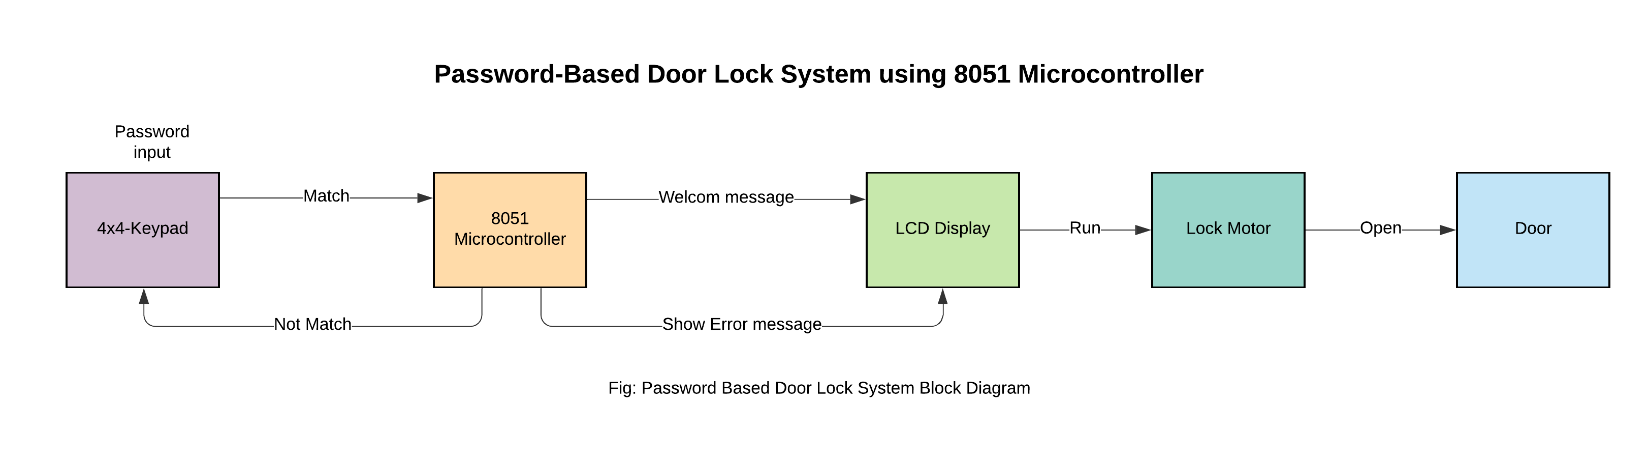 Password-Based Door Lock System using 8051 Microcontroller
Password
input
4x4-Keypad
Match
8051
Microcontroller
Welcom message
LCD Display
Run
Lock Motor
Open
Door
Not Match
Show Error message
Fig: Password Based Door Lock System Block Diagram